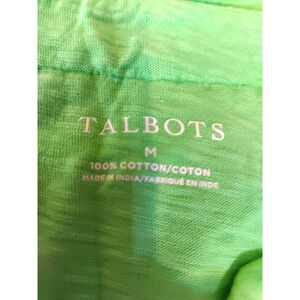 TALBOTS
M
100% COTTON/COTON
MADE IN INDIA/FABRIQUÉ EN INDE